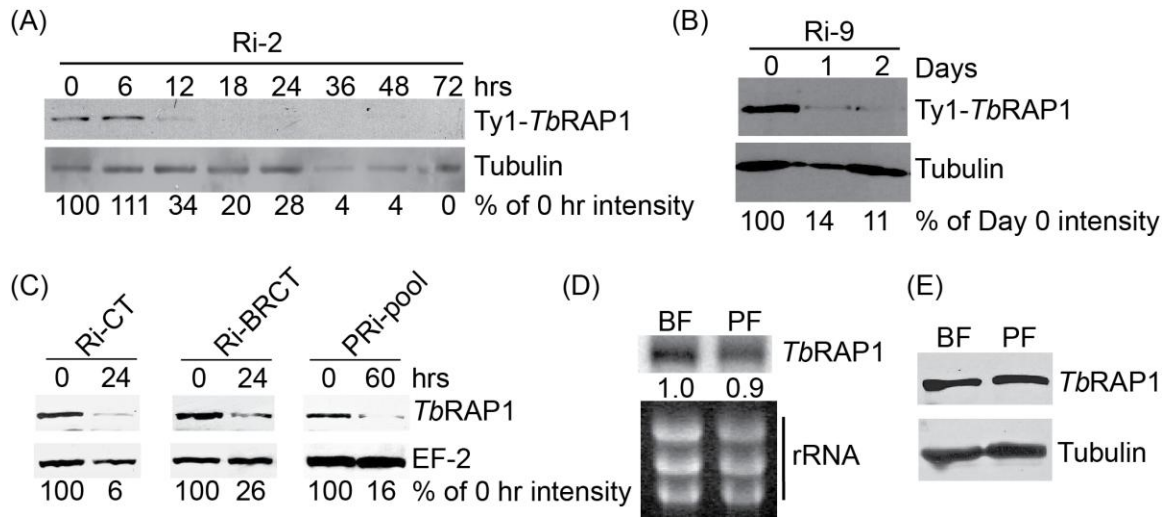 (A)
Ri-2
0 6 12 18 24 36 48 72 hrs
Ty1-TbRAP1
Tubulin
100 111 34 20 28 4 4 0 % of 0 hr intensity
(B)
Ri-9
0 1 2 Days
Ty1-TbRAP1
Tubulin
100 14 11 % of Day 0 intensity
(C)
Ri-CT Ri-BRCT PRi-pool
0 24 0 24 0 60 hrs
TbRAP1
EF-2
100 6 100 26 100 16 % of 0 hr intensity
(D)
BF PF
TbRAP1
1.0 0.9
rRNA
(E)
BF PF
TbRAP1
Tubulin